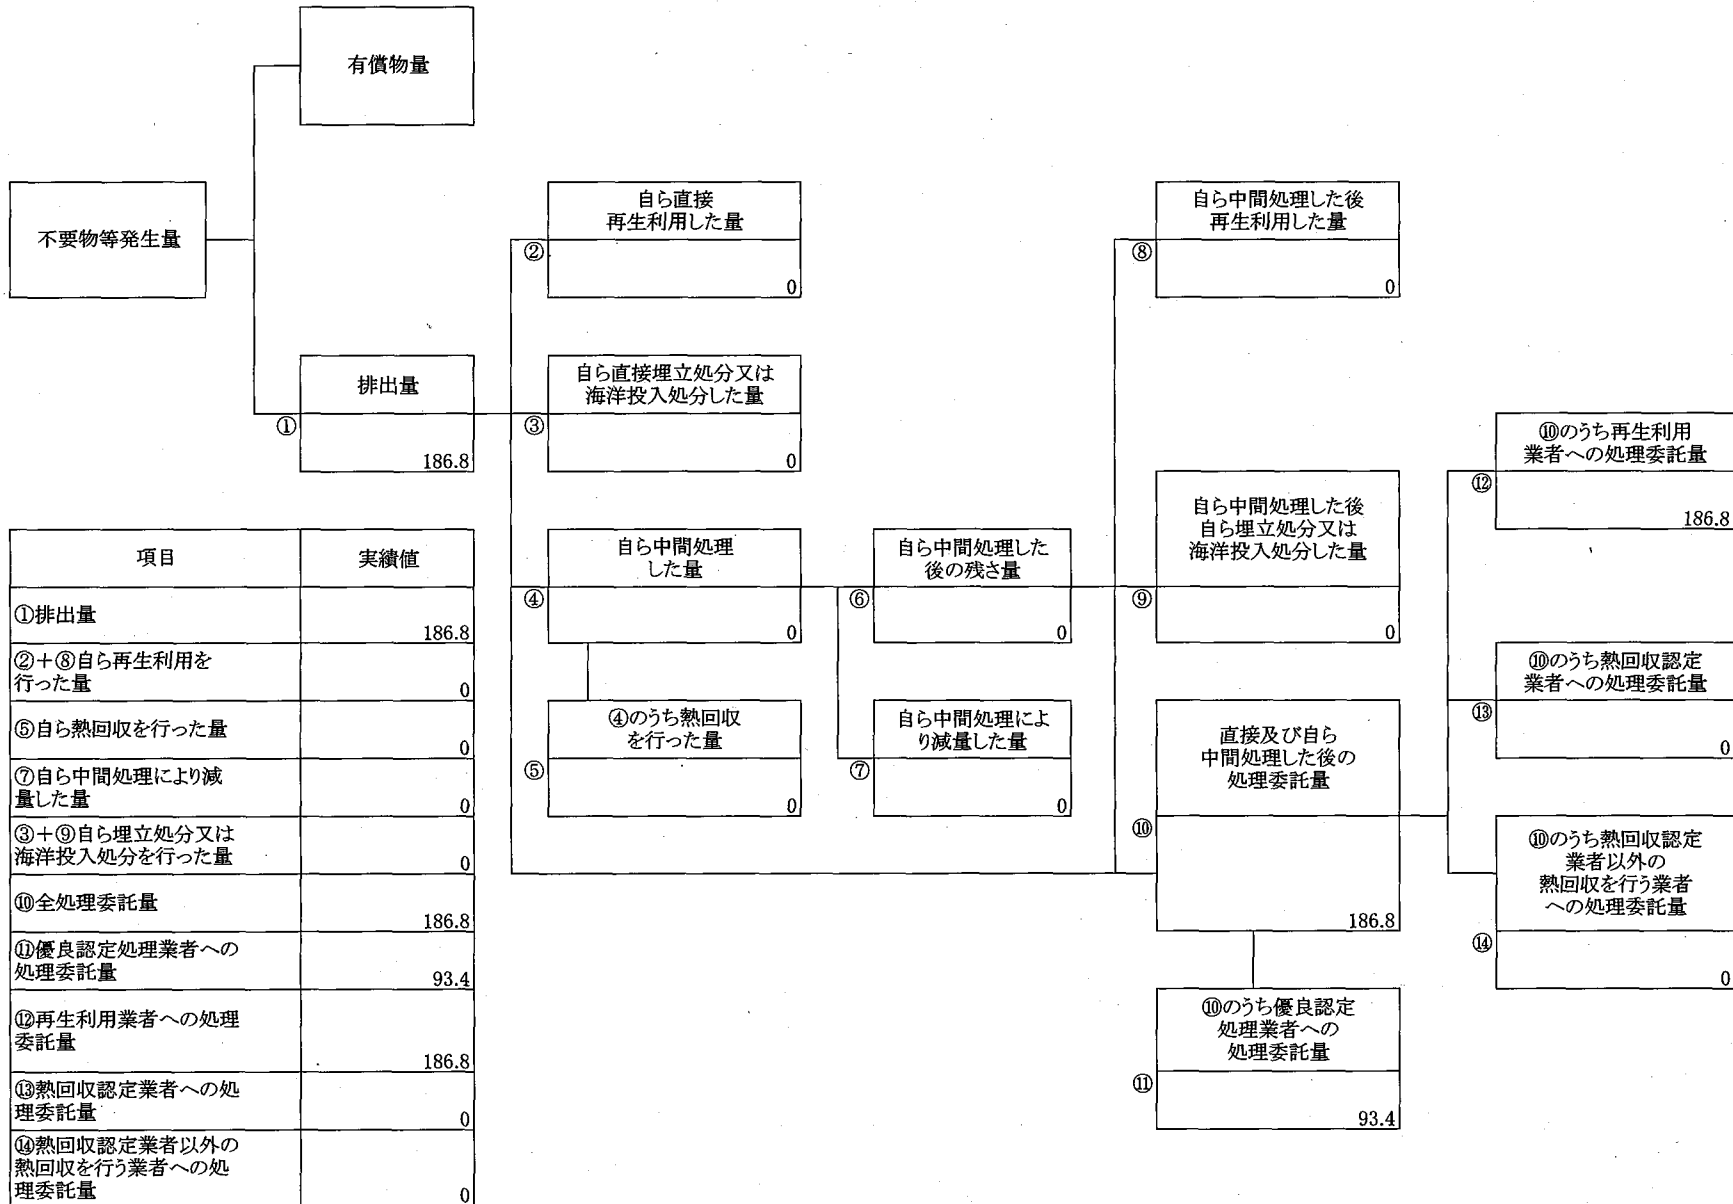 有償物量
不要物等発生量
自ら直接
再生利用した量
②
0
自ら中間処理した後
再生利用した量
⑧
0
排出量
①
186.8
自ら直接埋立処分又は
海洋投入処分した量
③
0
⑩のうち再生利用
業者への処理委託量
⑫
186.8
自ら中間処理した後
自ら埋立処分又は
海洋投入処分した量
⑨
0
自ら中間処理
した量
④
0
自ら中間処理した
後の残さ量
⑥
0
⑩のうち熱回収認定
業者への処理委託量
⑬
0
④のうち熱回収
を行った量
⑤
0
自ら中間処理によ
り減量した量
⑦
0
直接及び自ら
中間処理した後の
処理委託量
⑩
186.8
⑩のうち熱回収認定
業者以外の
熱回収を行う業者
への処理委託量
⑭
0
⑩のうち優良認定
処理業者への
処理委託量
⑪
93.4
項目 実績値
①排出量
186.8
②+⑧自ら再生利用を
行った量
0
⑤自ら熱回収を行った量
0
⑦自ら中間処理により減
量した量
0
③+⑨自ら埋立処分又は
海洋投入処分を行った量
0
⑩全処理委託量
186.8
⑪優良認定処理業者への
処理委託量
93.4
⑫再生利用業者への処理
委託量
186.8
⑬熱回収認定業者への処
理委託量
0
⑭熱回収認定業者以外の
熱回収を行う業者への処
理委託量
0